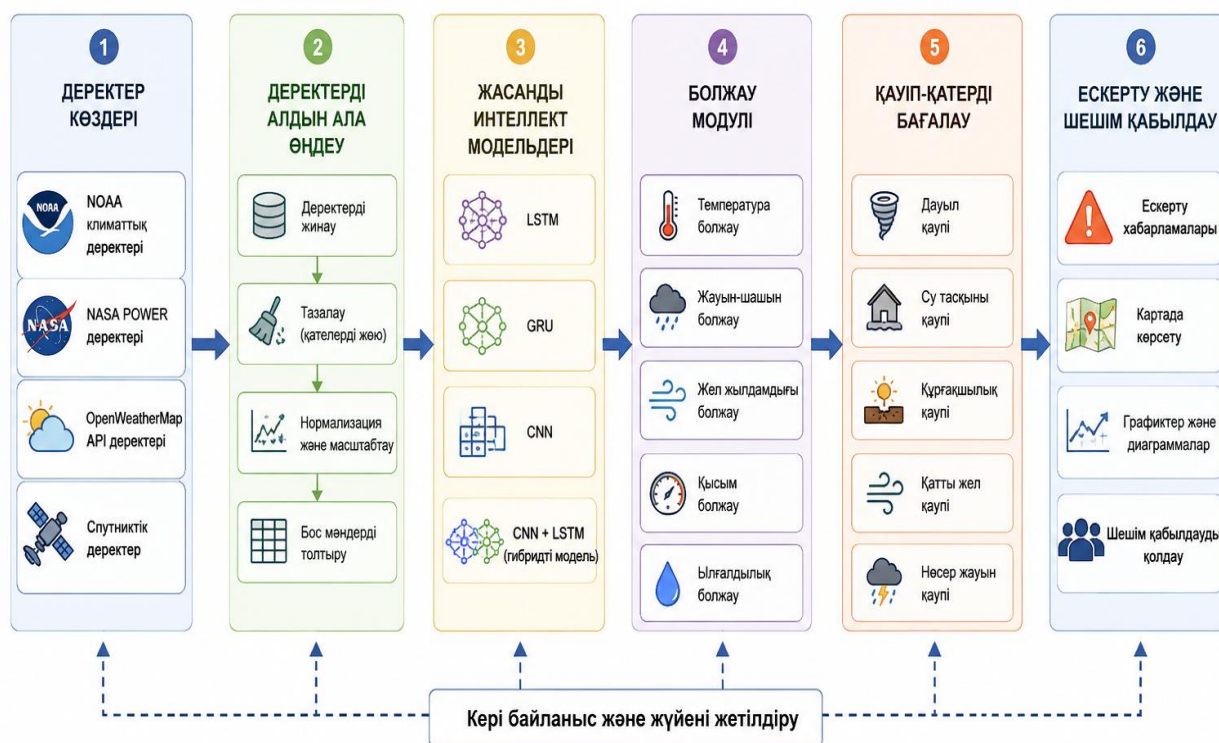 1
ДЕРЕКТЕР
КӨЗДЕРІ
NOAA
NOAA
климаттық
деректері
NASA
NASA POWER
деректері
OpenWeatherMap
API деректері
Спутниктік
деректер
2
ДЕРЕКТЕРДІ
АЛДЫН АЛА
ӨҢДЕУ
Деректерді
жинау
Тазалау
(қателерді жөю)
Нормализация
және масштабтау
Бос мәндерді
толтыру
3
ЖАСАНДЫ
ИНТЕЛЛЕКТ
МОДЕЛЬДЕРІ
LSTM
GRU
CNN
CNN + LSTM
(гибридті модель)
4
БОЛЖАУ
МОДУЛІ
Температура
болжау
Жауын-шашын
болжау
Жел жылдамдығы
болжау
Қысым
болжау
Ылғалдылық
болжау
5
ҚАУІП-ҚАТЕРДІ
БАҒАЛАУ
Дауыл
қаупі
Су тасқыны
қаупі
Құрғақшылық
қаупі
Қатты жел
қаупі
Нөсер жауын
қаупі
6
ЕСКЕРТУ ЖӘНЕ
ШЕШІМ ҚАБЫЛДАУ
Ескерту
хабарламалары
Картада
көрсету
Графиктер және
диаграммалар
Шешім қабылдауды
қолдау
Кері байланыс және жүйені жетілдіру